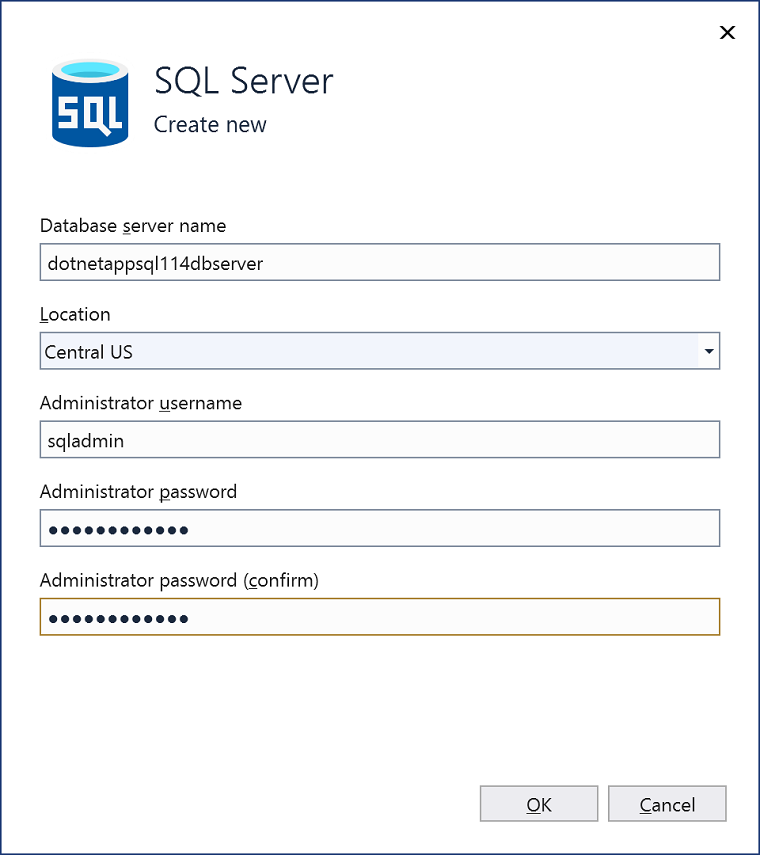 SQL Server
SQL
Create new
Database server name
dotnetappsql114dbserver
Location
Central US
Administrator username
sqladmin
Administrator password
●●●●●●●●●●●●
Administrator password (confirm)
●●●●●●●●●●●●
OK
Cancel